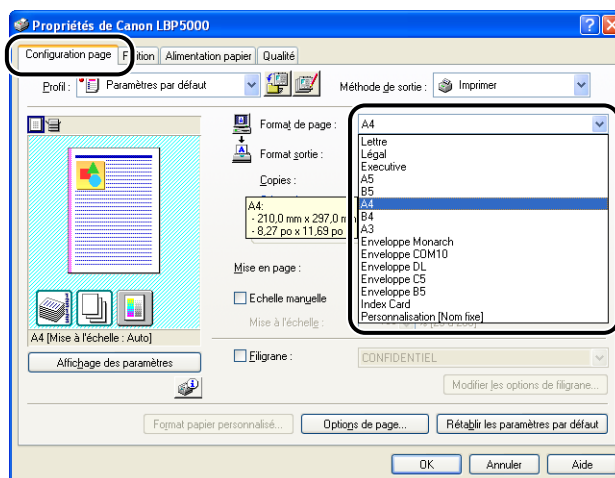 Propriétés de Canon LBP5000
Configuration page
Alimentation papier
Qualité
Profil :
Paramètres par défaut
Méthode de sortie :
Imprimer
Format de page :
A4
Format sortie :
Copies :
Lettre
Légal
Executive
A5
B5
A4
B4
A3
Enveloppe Monarch
Enveloppe COM10
Enveloppe DL
Enveloppe C5
Enveloppe B5
Index Card
Personnalisation [Nom fixe]
A4:
- 210,0 mm x 297,0
- 8,27 po x 11,69 po
Mise en page :
Echelle manuelle
Mise à l'échelle :
A4 [Mise à l'échelle : Auto]
Affichage des paramètres
Filigrane :
CONFIDENTIEL
Modifier les options de filigrane...
Format papier personnalisé...
Options de page...
Rétablir les paramètres par défaut
OK
Annuler
Aide